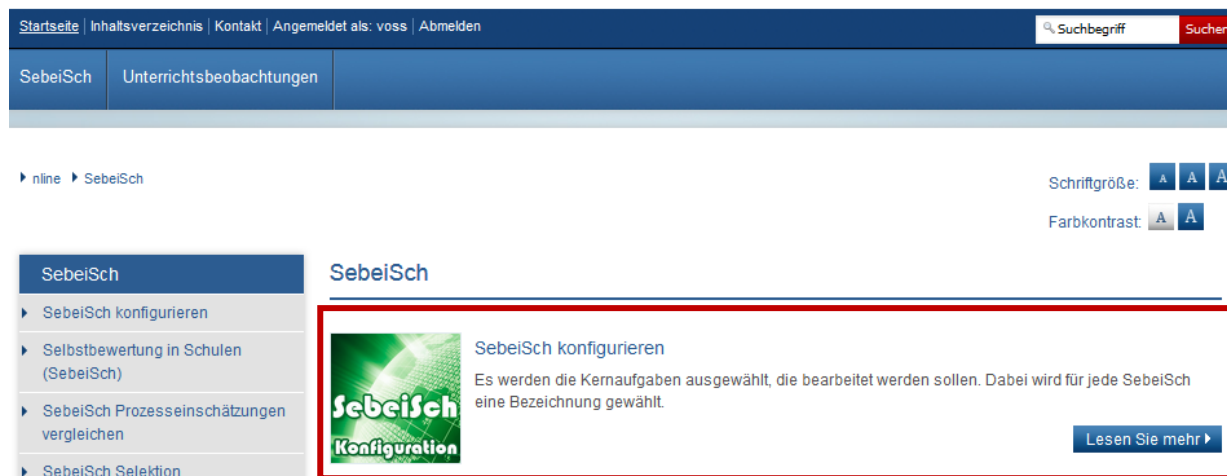 Startseite | Inhaltsverzeichnis | Kontakt | Angemeldet als: voss | Abmelden
Suchbegriff
Suchen
SebeiSch
Unterrichtsbeobachtungen
nline
SebeiSch
Schriftgröße: A A A
Farbkontrast: A A
SebeiSch
SebeiSch konfigurieren
Selbstbewertung in Schulen
(SebeiSch)
SebeiSch Prozesseinschätzungen
vergleichen
SebeiSch Selektion
SebeiSch
SebeiSch
Konfiguration
SebeiSch konfigurieren
Es werden die Kernaufgaben ausgewählt, die bearbeitet werden sollen. Dabei wird für jede SebeiSch
eine Bezeichnung gewählt.
Lesen Sie mehr